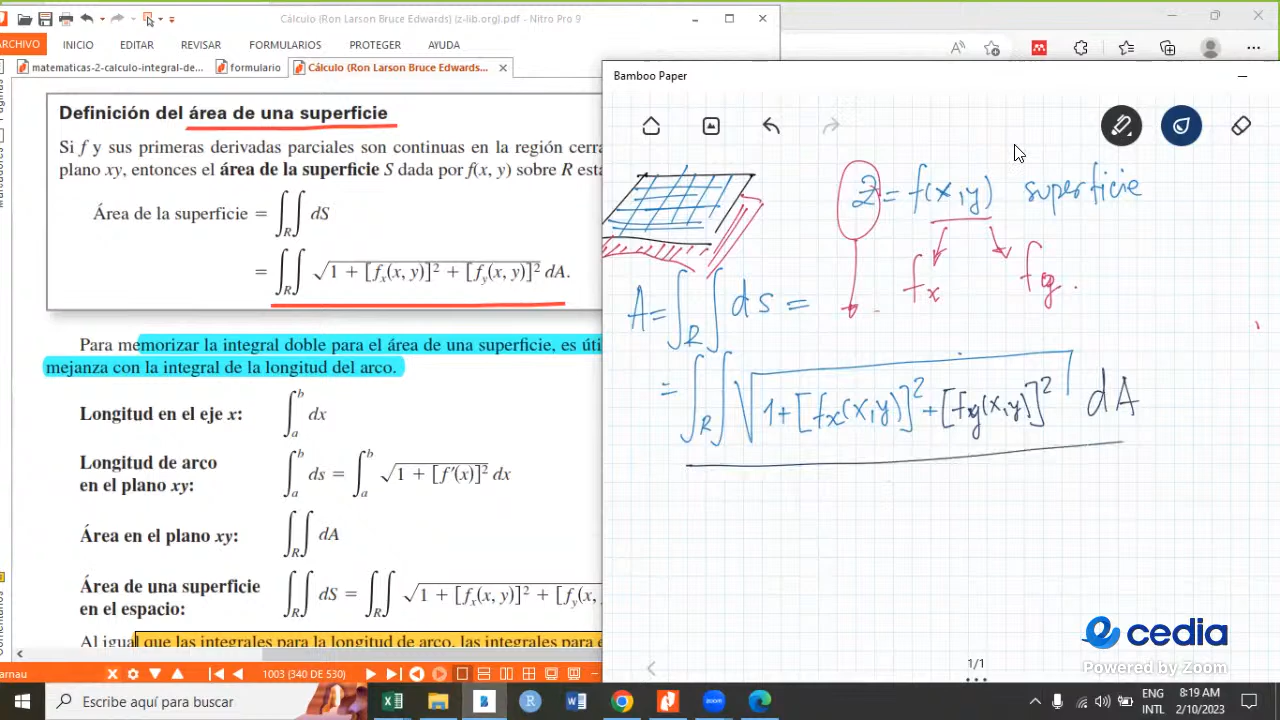 Cálculo (Ron Larson Bruce Edwards) (z-lib.org).pdf - Nitro Pro 9
ARCHIVO INICIO EDITAR REVISAR FORMULARIOS PROTEGER AYUDA
matematicas-2-calculo-integral-de... formulario Cálculo (Ron Larson Bruce Edwards...
Definición del área de una superficie
Si f y sus primeras derivadas parciales son continuas en la región cerra
plano xy, entonces el área de la superficie S dada por f(x, y) sobre R est
Área de la superficie = ∫∫_R dS
= ∫∫_R √(1 + [f_x(x, y)]² + [f_y(x, y)]²) dA.
Para memorizar la integral doble para el área de una superficie, es úti
mejanza con la integral de la longitud del arco.
Longitud en el eje x: ∫_a^b dx
Longitud de arco
en el plano xy: ∫_a^b ds = ∫_a^b √(1 + [f′(x)]²) dx
Área en el plano xy: ∫∫_R dA
Área de una superficie
en el espacio: ∫∫_R dS = ∫∫_R √(1 + [f_x(x, y)]² + [f_y(x,
Al igual que las integrales para la longitud de arco, las integrales para
1003 (340 DE 530)
Bamboo Paper
Z = f(x,y) superficie
f_x f_y.
A = ∫_R∫ ds =
= ∫_R∫ √(1+[f_x(x,y)]²+[f_y(x,y)]²) dA
cedia
Powered by Zoom
1/1
Escribe aquí para buscar
ENG
INTL
8:19 AM
2/10/2023